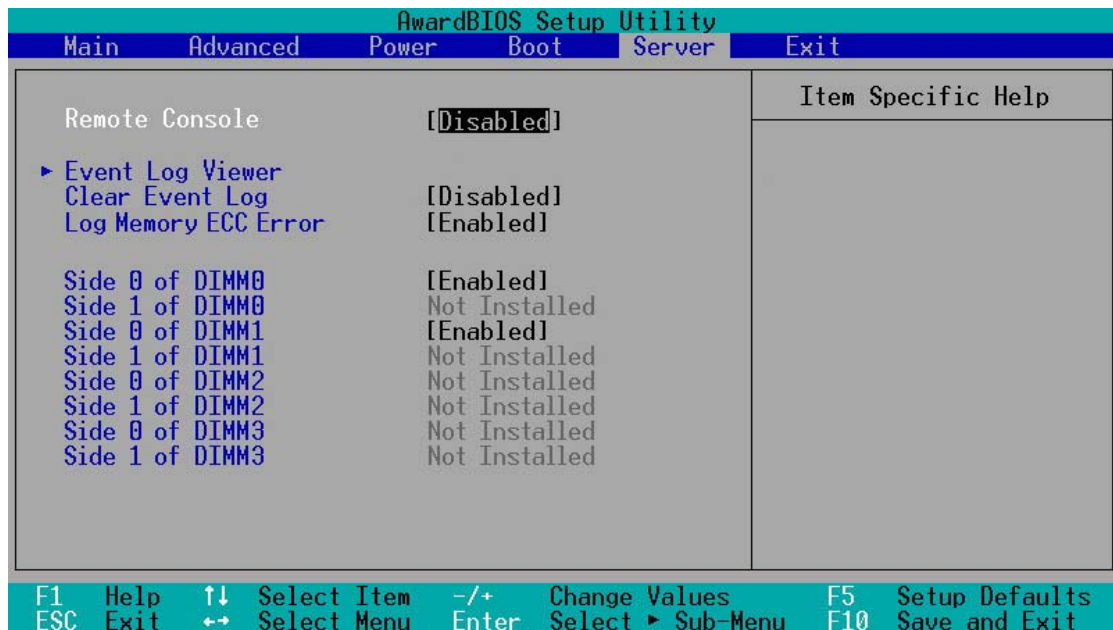 AwardBIOS Setup Utility
Main Advanced Power Boot Server Exit
Item Specific Help
Remote Console [Disabled]
► Event Log Viewer
Clear Event Log [Disabled]
Log Memory ECC Error [Enabled]
Side 0 of DIMM0 [Enabled]
Side 1 of DIMM0 Not Installed
Side 0 of DIMM1 [Enabled]
Side 1 of DIMM1 Not Installed
Side 0 of DIMM2 Not Installed
Side 1 of DIMM2 Not Installed
Side 0 of DIMM3 Not Installed
Side 1 of DIMM3 Not Installed
F1 Help ↑↓ Select Item -/+ Change Values F5 Setup Defaults
ESC Exit ←→ Select Menu Enter Select ► Sub-Menu F10 Save and Exit